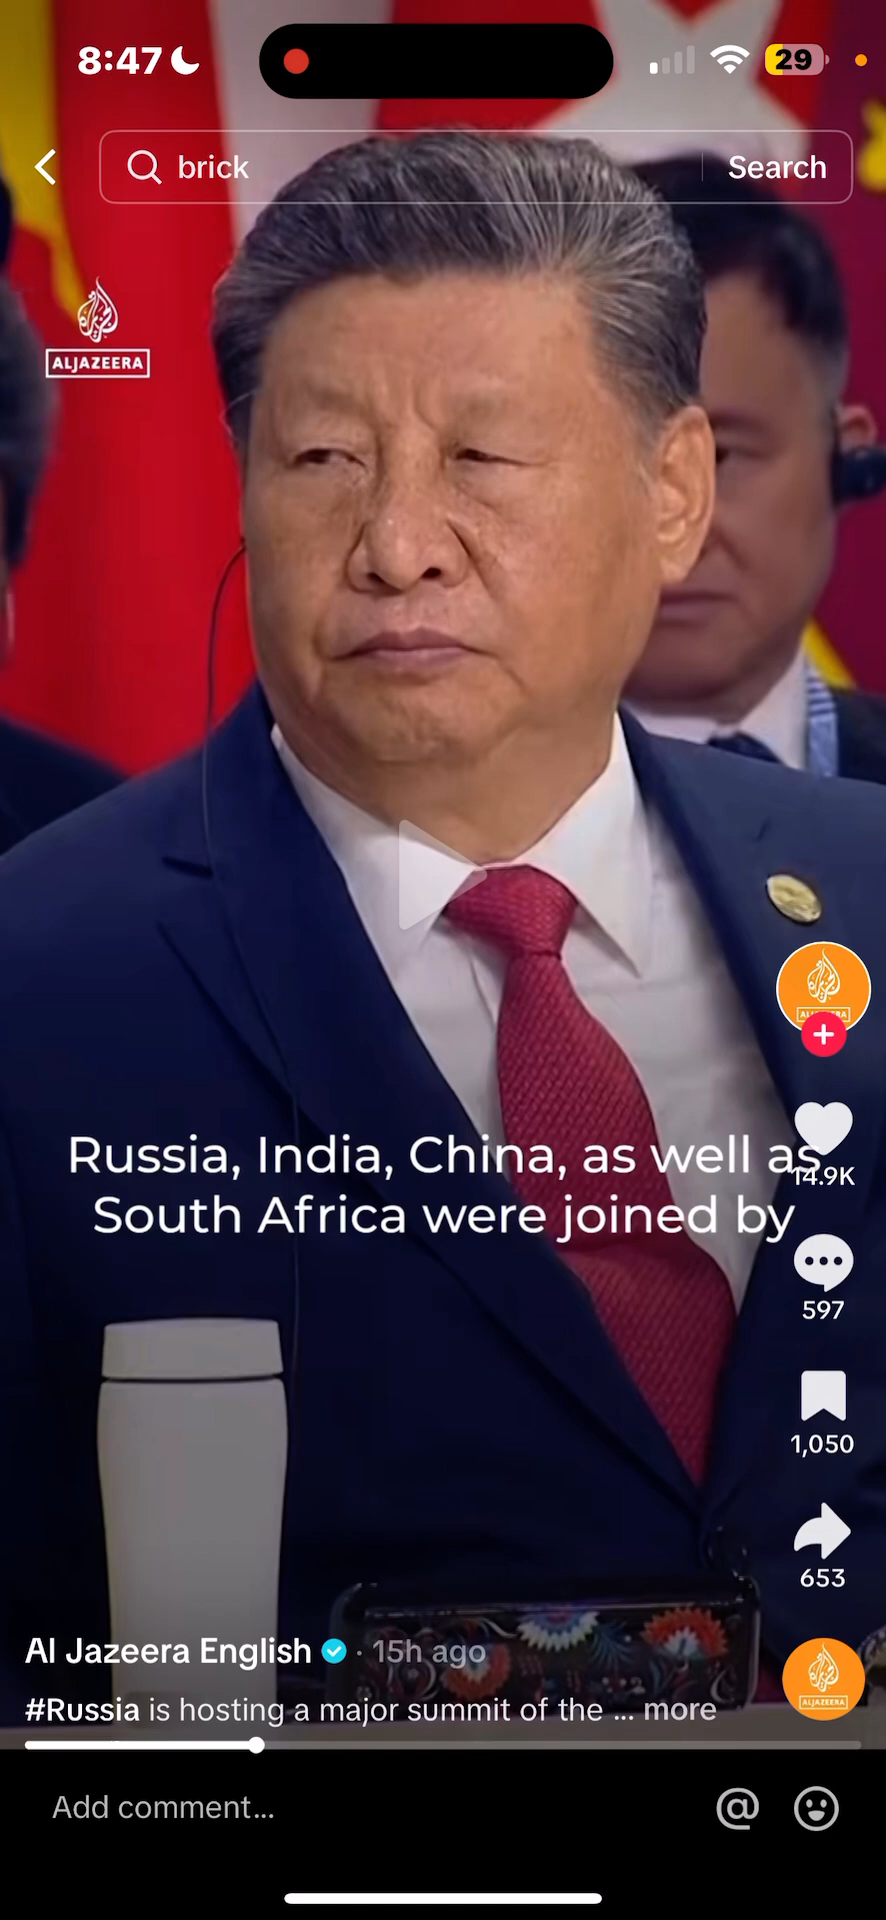 8:47
29
brick
Search
ALJAZEERA
Russia, India, China, as well as
South Africa were joined by
14.9K
597
1,050
653
Al Jazeera English · 15h ago
#Russia is hosting a major summit of the ... more
ALJAZEERA
Add comment...